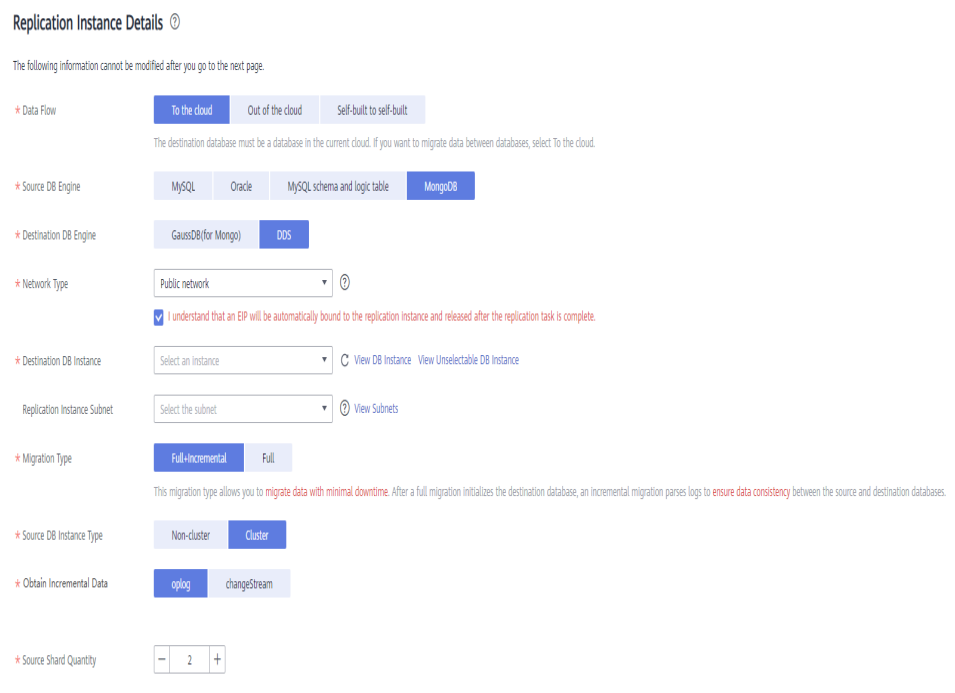 Replication Instance Details ?
The following information cannot be modified after you go to the next page.
* Data Flow To the cloud Out of the cloud Self-built to self-built
The destination database must be a database in the current cloud. If you want to migrate data between databases, select To the cloud.
* Source DB Engine MySQL Oracle MySQL schema and logic table MongoDB
* Destination DB Engine GaussDB(for Mongo) DDS
* Network Type Public network ?
I understand that an EIP will be automatically bound to the replication instance and released after the replication task is complete.
* Destination DB Instance Select an instance View DB Instance View Unselectable DB Instance
Replication Instance Subnet Select the subnet ? View Subnets
* Migration Type Full+Incremental Full
This migration type allows you to migrate data with minimal downtime. After a full migration initializes the destination database, an incremental migration parses logs to ensure data consistency between the source and destination databases.
* Source DB Instance Type Non-cluster Cluster
* Obtain Incremental Data oplog changeStream
* Source Shard Quantity − 2 +